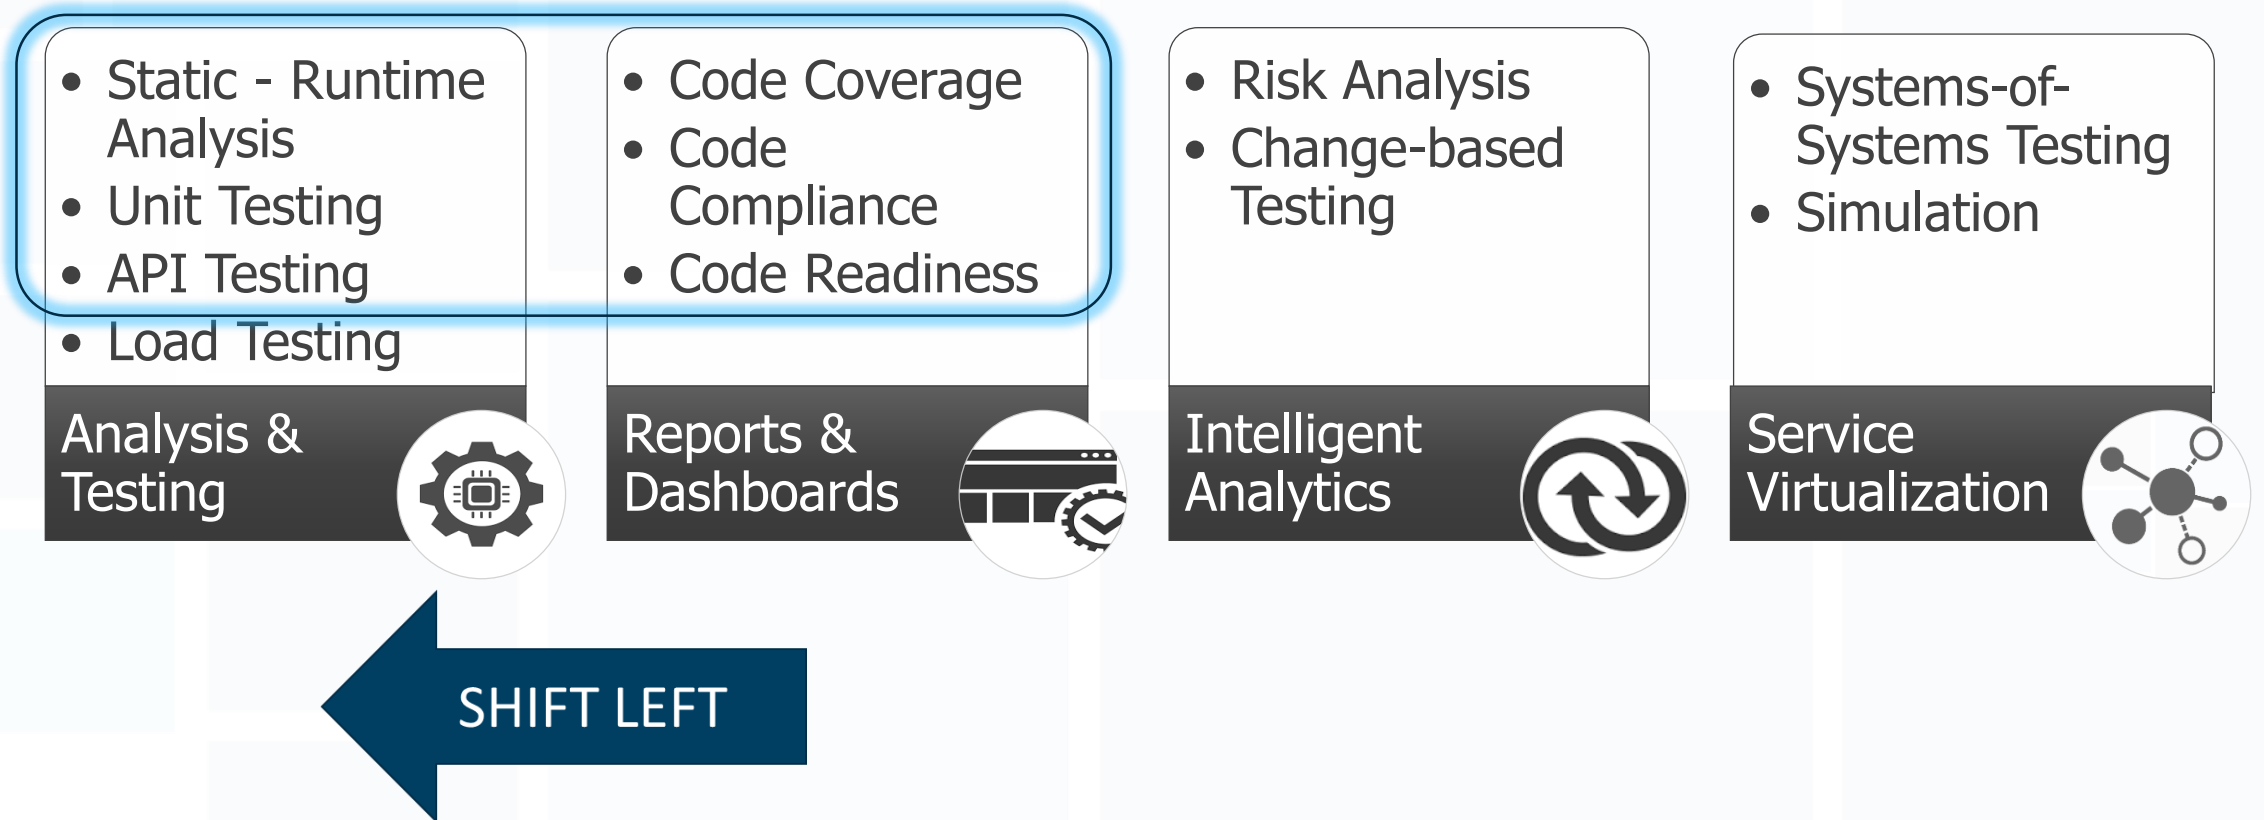 • Static - Runtime
Analysis
• Unit Testing
• API Testing
• Load Testing
Analysis &
Testing
• Code Coverage
• Code
Compliance
• Code Readiness
Reports &
Dashboards
• Risk Analysis
• Change-based
Testing
Intelligent
Analytics
• Systems-of-
Systems Testing
• Simulation
Service
Virtualization
SHIFT LEFT